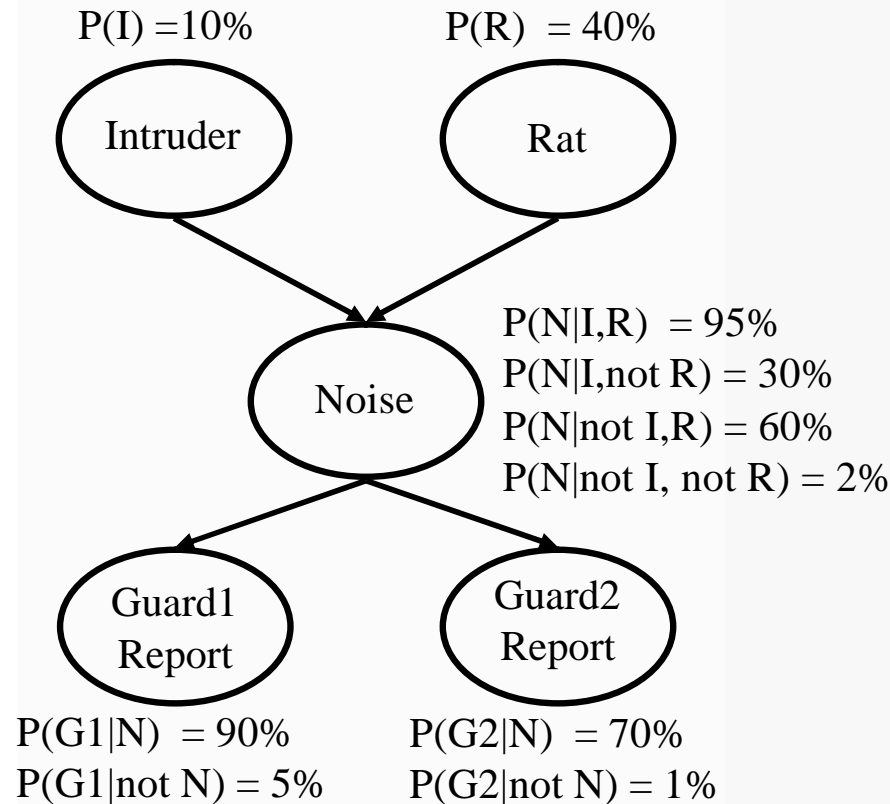 P(I) =10%
P(R) = 40%
Intruder
Rat
P(N|I,R) = 95%
P(N|I,not R) = 30%
Noise
P(N|not I,R) = 60%
P(N|not I, not R) = 2%
Guard1
Report
Guard2
Report
P(G1|N) = 90%
P(G1|not N) = 5%
P(G2|N) = 70%
P(G2|not N) = 1%